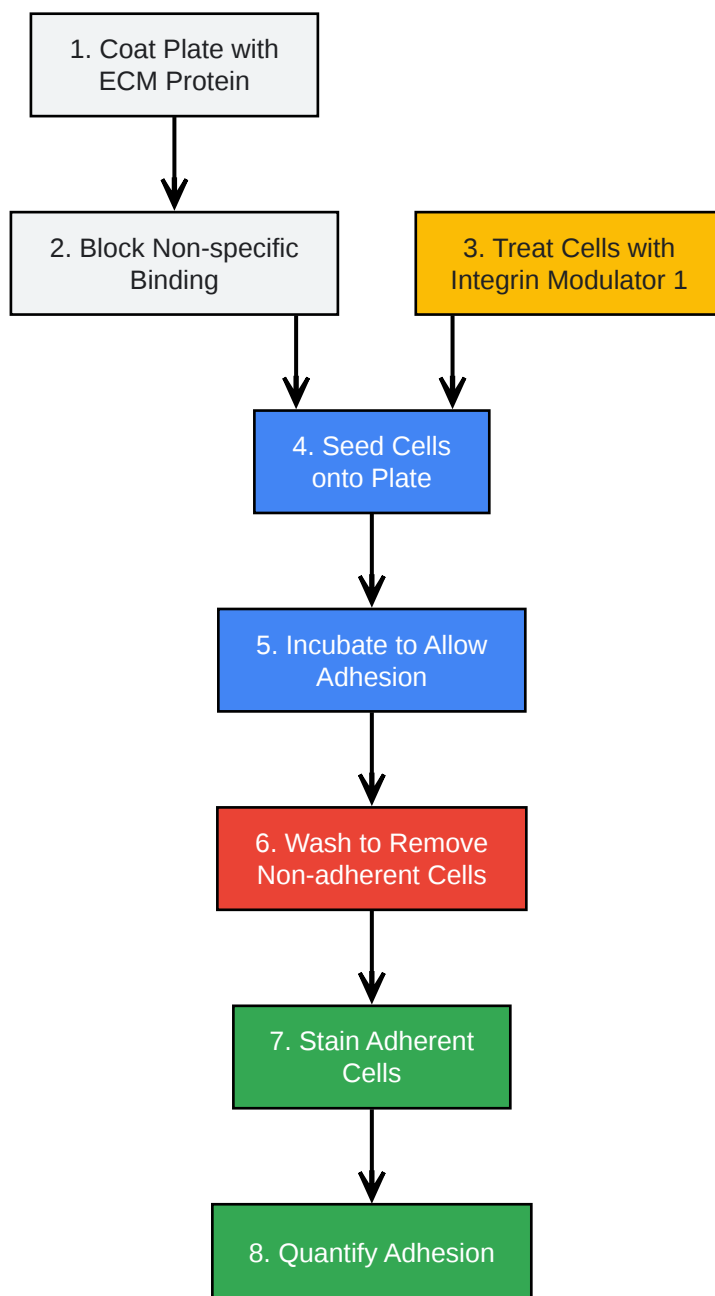 1. Coat Plate with
ECM Protein
2. Block Non-specific
Binding
3. Treat Cells with
Integrin Modulator 1
4. Seed Cells
onto Plate
5. Incubate to Allow
Adhesion
6. Wash to Remove
Non-adherent Cells
7. Stain Adherent
Cells
8. Quantify Adhesion